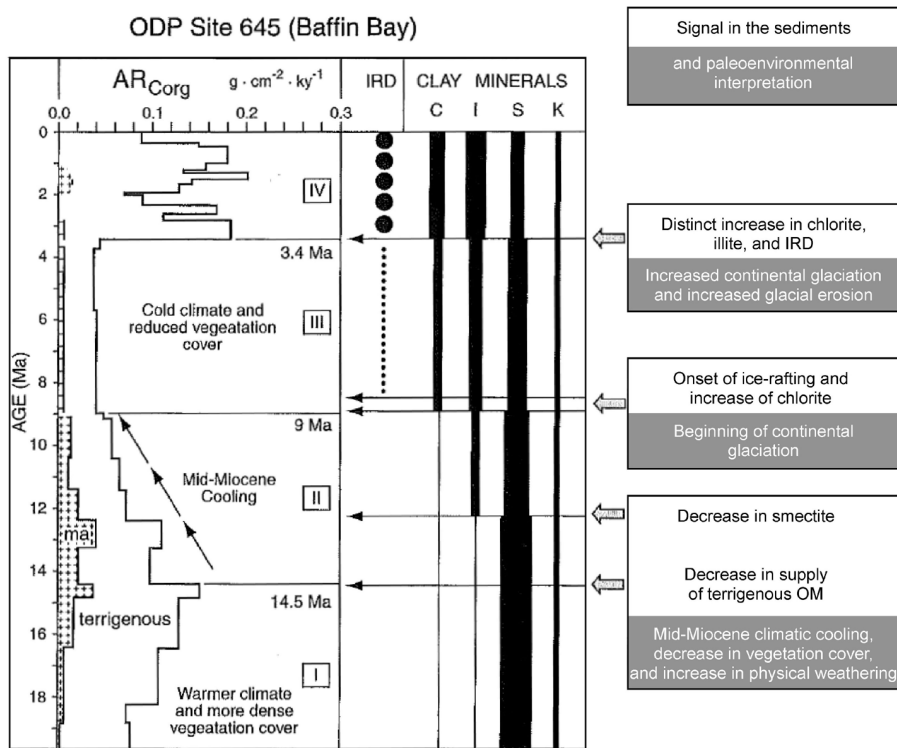 ODP Site 645 (Baffin Bay)
AR Corg g · cm-2 · ky-1
IRD
CLAY MINERALS
C I S K
0.0 0.1 0.2 0.3
AGE (Ma)
0
2
4
6
8
10
12
14
16
18
IV
3.4 Ma
Cold climate and
reduced vegeatation
cover
III
9 Ma
Mid-Miocene
Cooling
II
ma
14.5 Ma
terrigenous
I
Warmer climate
and more dense
vegeatation cover
Signal in the sediments
and paleoenvironmental
interpretation
Distinct increase in chlorite,
illite, and IRD
Increased continental glaciation
and increased glacial erosion
Onset of ice-rafting and
increase of chlorite
Beginning of continental
glaciation
Decrease in smectite
Decrease in supply
of terrigenous OM
Mid-Miocene climatic cooling,
decrease in vegetation cover,
and increase in physical weathering